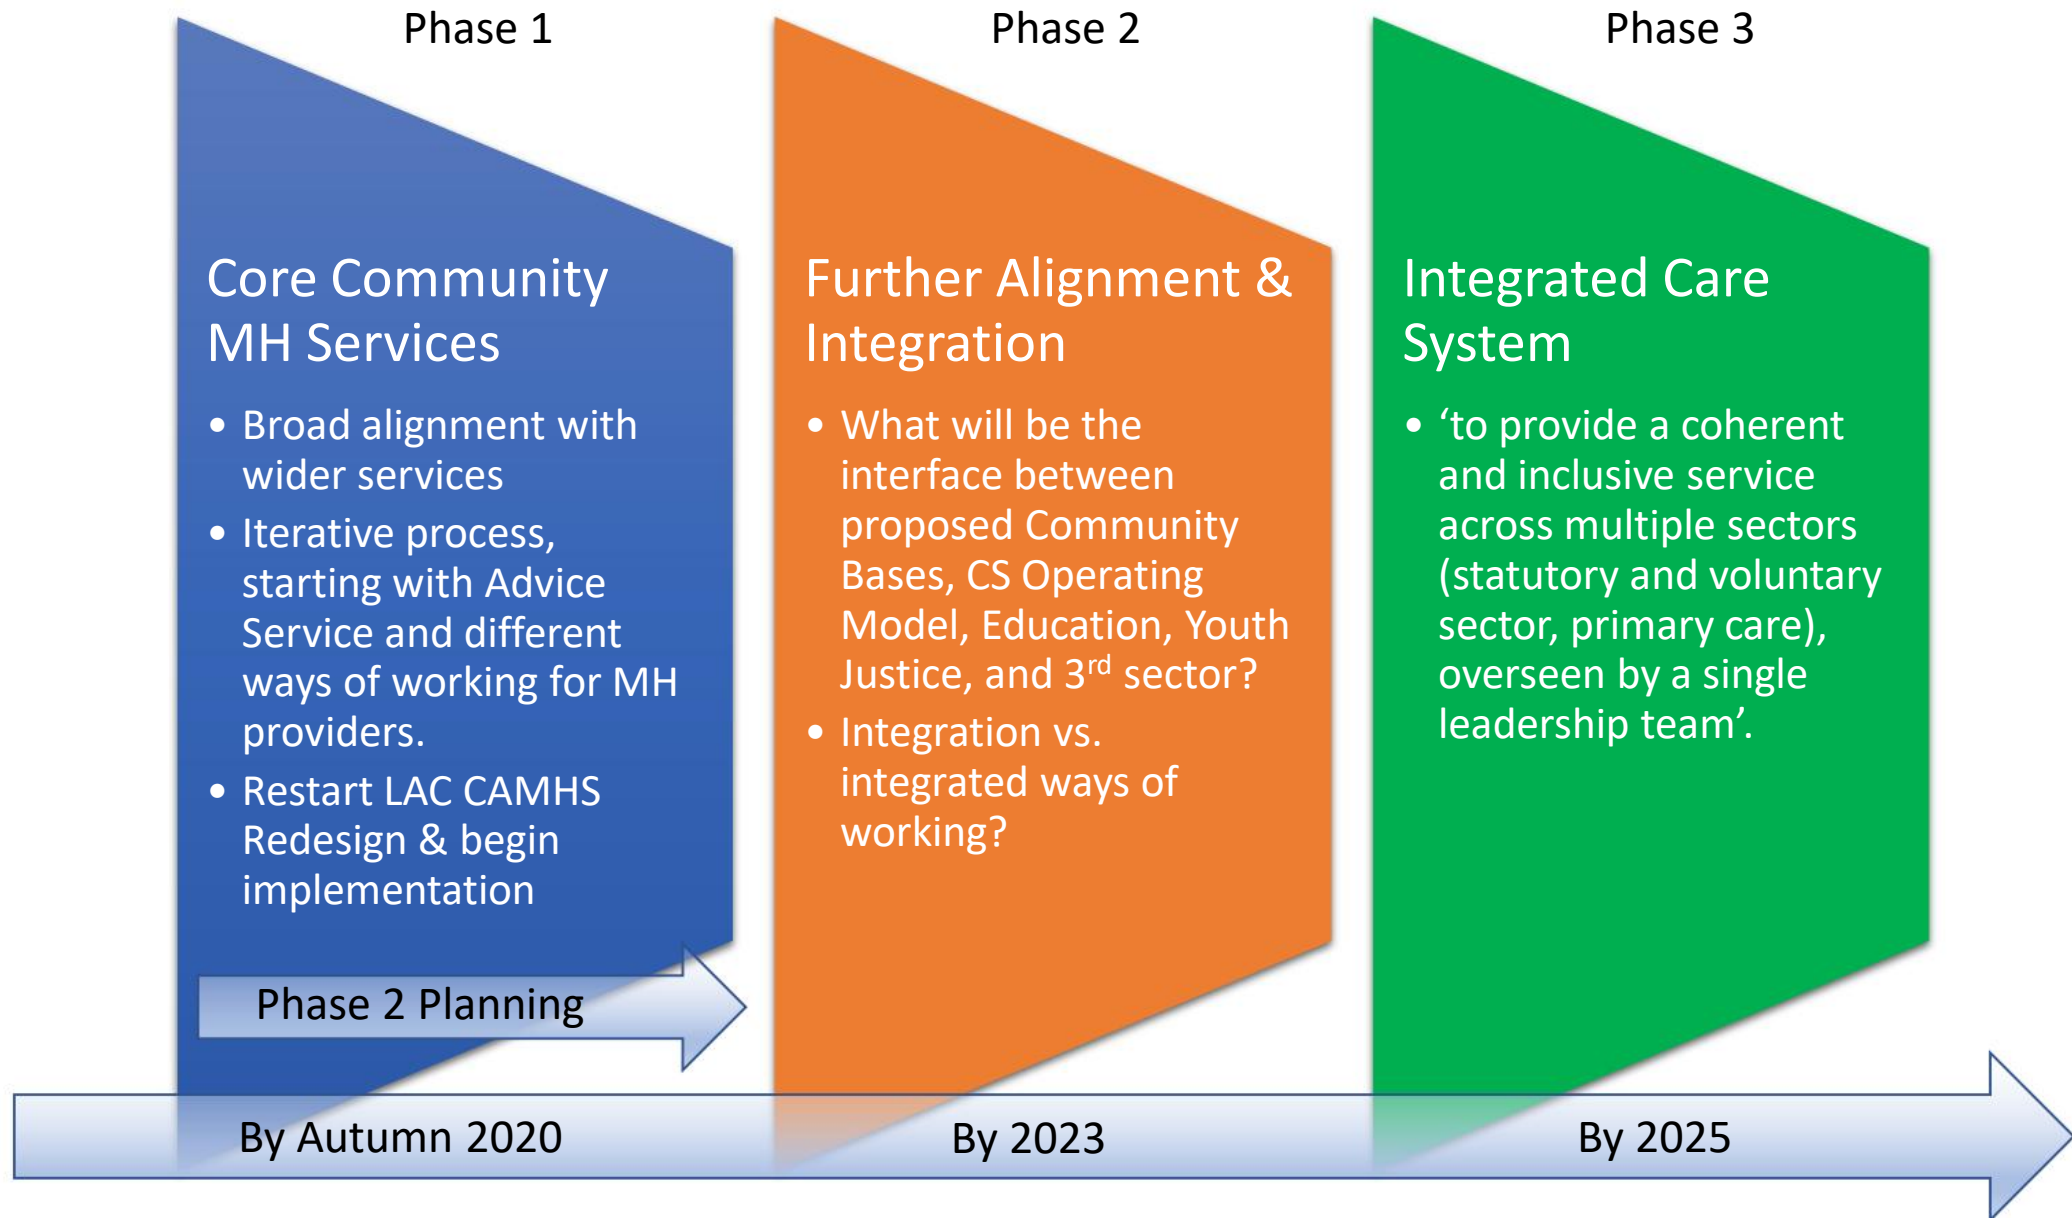 Phase 1
Core Community
MH Services
• Broad alignment with
wider services
• Iterative process,
starting with Advice
Service and different
ways of working for MH
providers.
• Restart LAC CAMHS
Redesign & begin
implementation
Phase 2 Planning
By Autumn 2020
Phase 2
Further Alignment &
Integration
• What will be the
interface between
proposed Community
Bases, CS Operating
Model, Education, Youth
Justice, and 3rd sector?
• Integration vs.
integrated ways of
working?
By 2023
Phase 3
Integrated Care
System
• ‘to provide a coherent
and inclusive service
across multiple sectors
(statutory and voluntary
sector, primary care),
overseen by a single
leadership team’.
By 2025